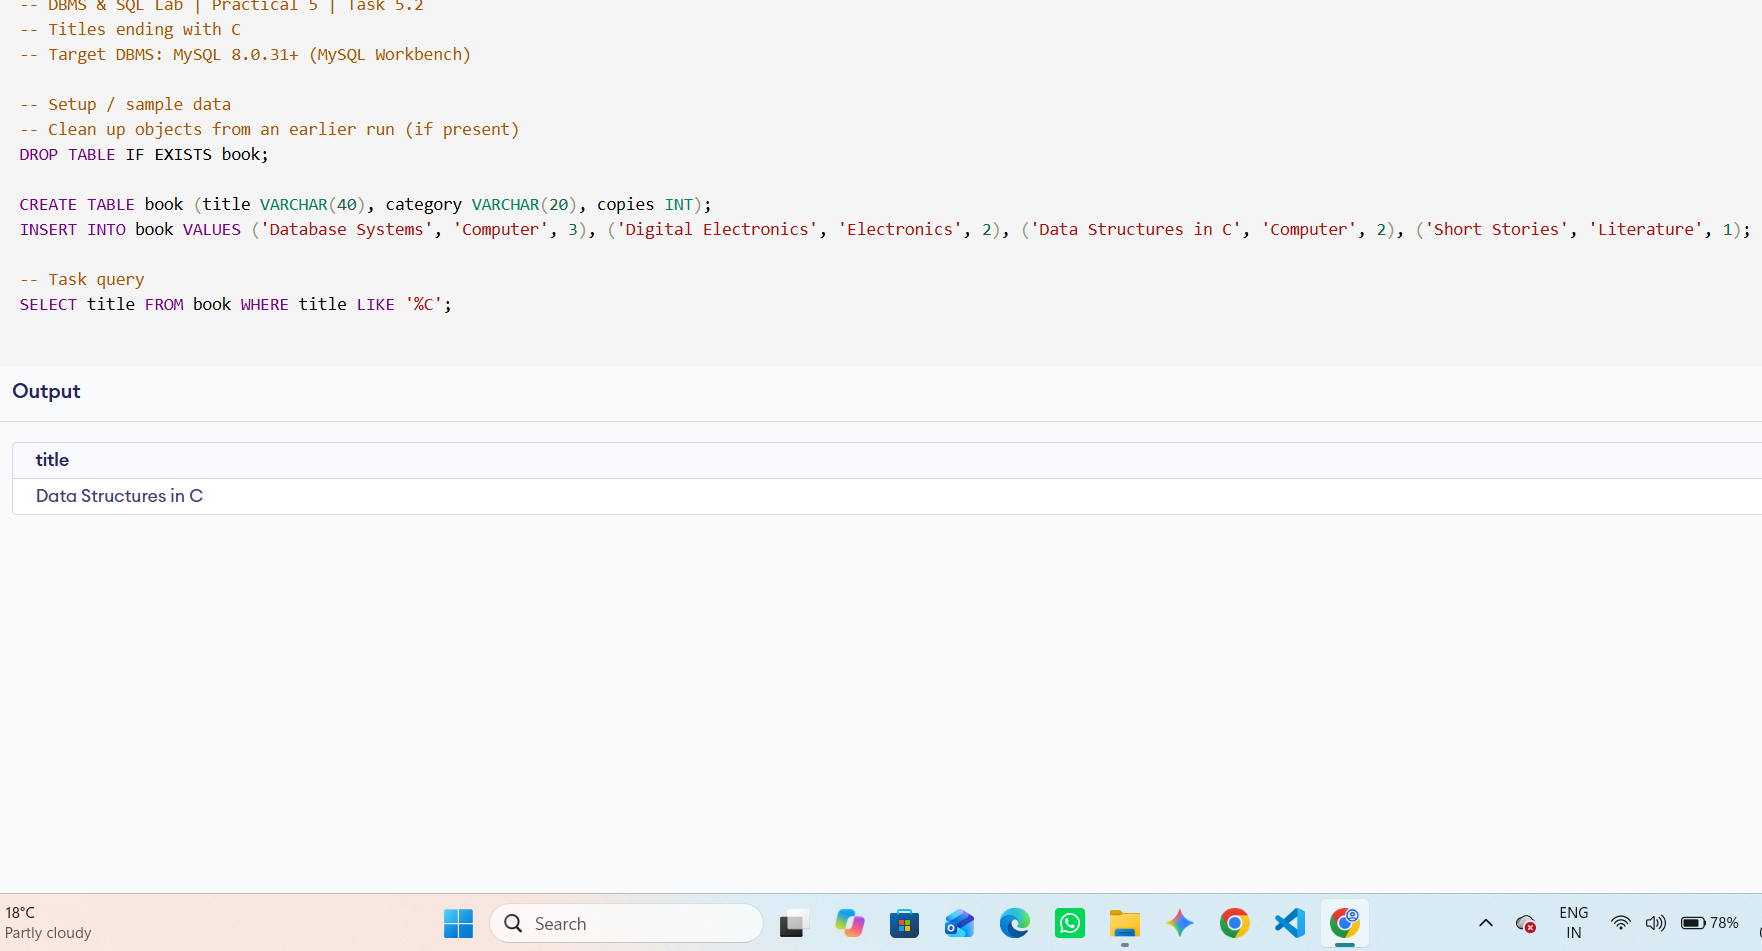 -- DBMS & SQL Lab | Practical 5 | Task 5.2
-- Titles ending with C
-- Target DBMS: MySQL 8.0.31+ (MySQL Workbench)
-- Setup / sample data
-- Clean up objects from an earlier run (if present)
DROP TABLE IF EXISTS book;
CREATE TABLE book (title VARCHAR(40), category VARCHAR(20), copies INT);
INSERT INTO book VALUES ('Database Systems', 'Computer', 3), ('Digital Electronics', 'Electronics', 2), ('Data Structures in C', 'Computer', 2), ('Short Stories', 'Literature', 1);
-- Task query
SELECT title FROM book WHERE title LIKE '%C';
Output
title
Data Structures in C
18°C
Partly cloudy
Search
ENG
IN
78%